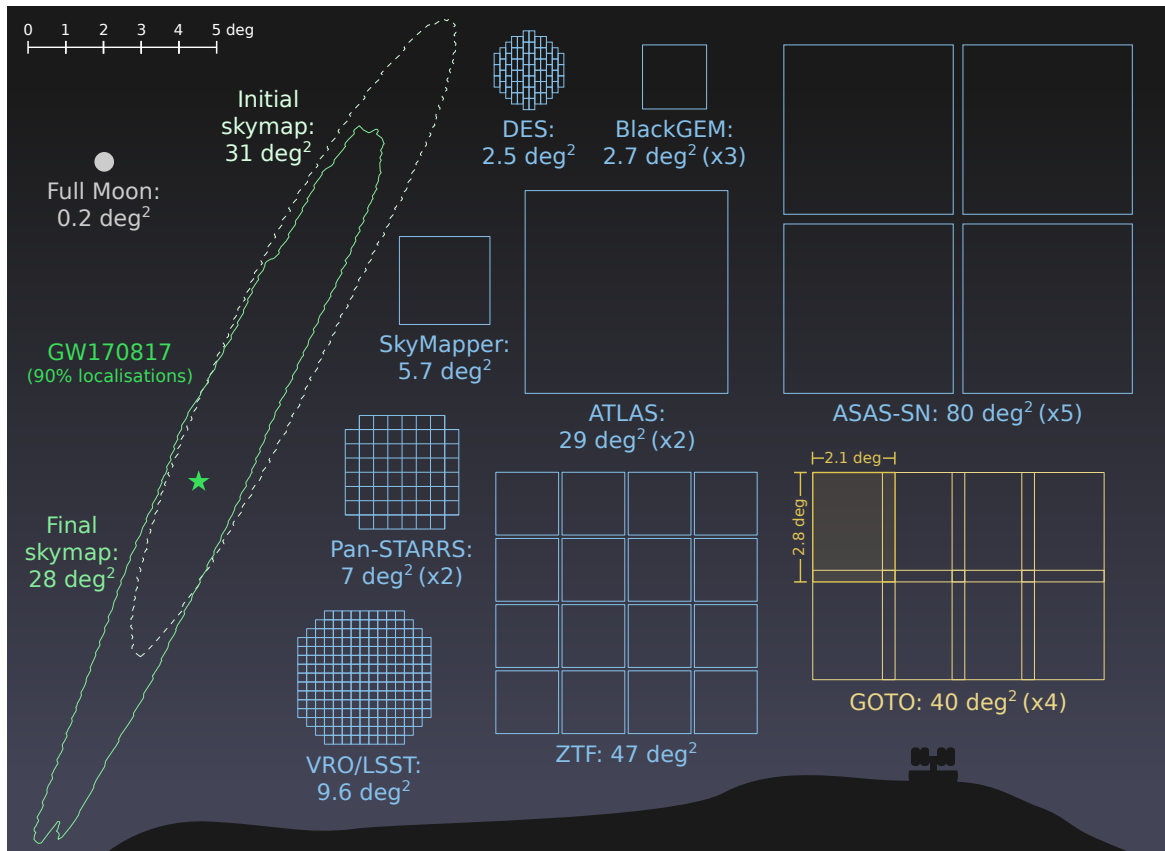 0 1 2 3 4 5 deg
Initial
skymap:
31 deg²
Full Moon:
0.2 deg²
GW170817
(90% localisations)
Final
skymap:
28 deg²
DES:
2.5 deg²
BlackGEM:
2.7 deg² (x3)
SkyMapper:
5.7 deg²
ATLAS:
29 deg² (x2)
ASAS-SN: 80 deg² (x5)
Pan-STARRS:
7 deg² (x2)
VRO/LSST:
9.6 deg²
ZTF: 47 deg²
2.1 deg
2.8 deg
GOTO: 40 deg² (x4)